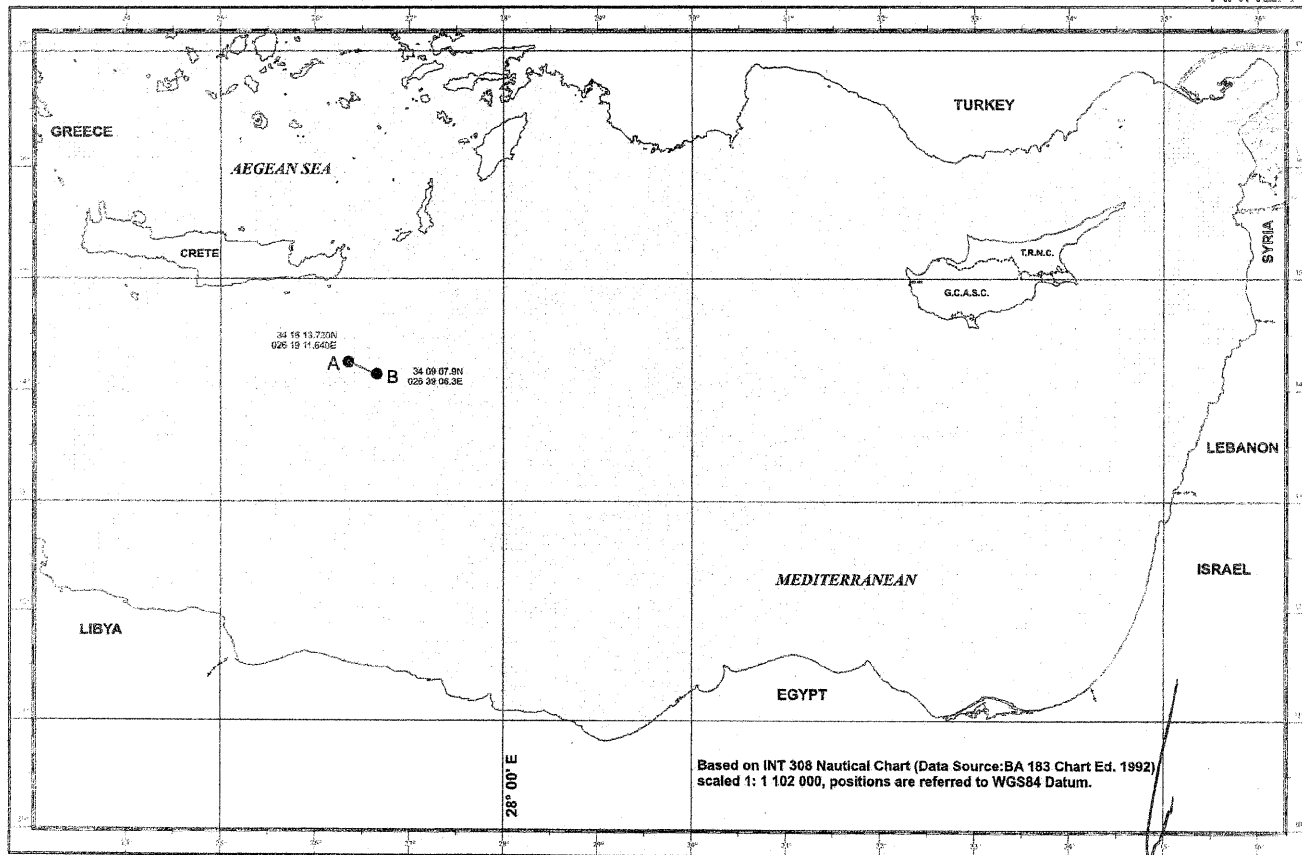 TURKEY
GREECE
AEGEAN SEA
CRETE
T.R.N.C.
SYRIA
G.C.A.S.C.
34 16 13.720N
026 19 11.640E
A
B
34 09 07.9N
026 39 06.3E
LEBANON
MEDITERRANEAN
ISRAEL
LIBYA
EGYPT
28° 00' E
Based on INT 308 Nautical Chart (Data Source:BA 183 Chart Ed. 1992)
scaled 1: 1 102 000, positions are referred to WGS84 Datum.